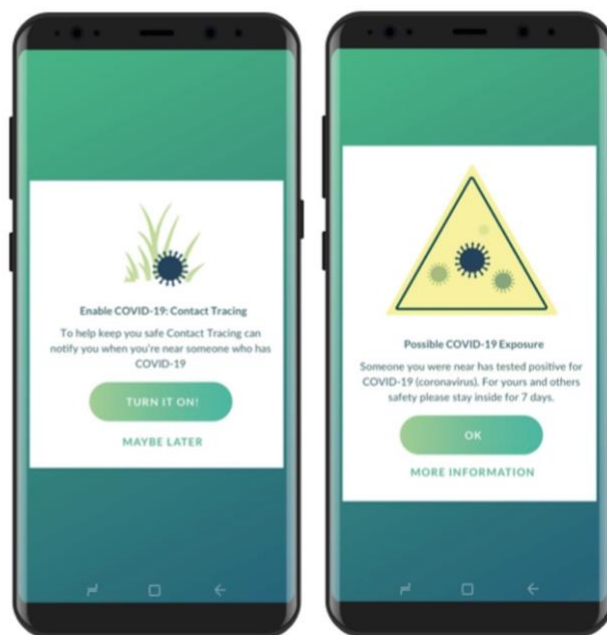 Enable COVID-19: Contact Tracing
To help keep you safe Contact Tracing can
notify you when you're near someone who has
COVID-19
TURN IT ON!
MAYBE LATER
Possible COVID-19 Exposure
Someone you were near has tested positive for
COVID-19 (coronavirus). For yours and others
safety please stay inside for 7 days.
OK
MORE INFORMATION